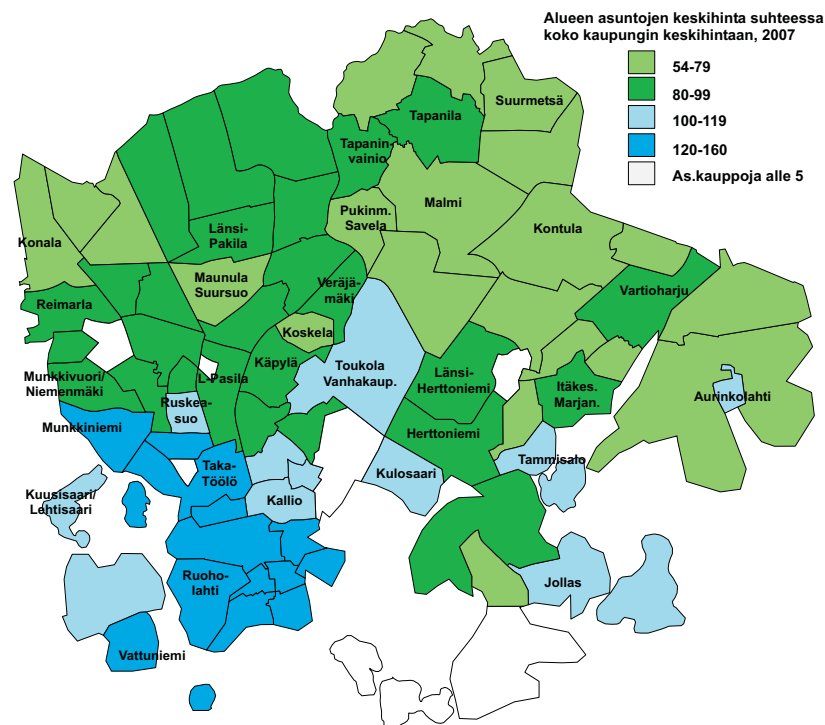 Alueen asuntojen keskihinta suhteessa
koko kaupungin keskihintaan, 2007
54-79
80-99
100-119
120-160
As.kauppoja alle 5
Suurmetsä
Tapanila
Tapanin-
vainio
Malmi
Pukinm.
Savela
Kontula
Länsi-
Pakila
Konala
Maunula
Suursuo
Veräjä-
mäki
Vartioharju
Reimarla
Koskela
Toukola
Vanhakaup.
Käpylä
Länsi-
Herttoniemi
L-Pasila
Munkkivuori/
Niemenmäki
Itäkes.
Marjan.
Aurinkolahti
Ruskea-
suo
Munkkiniemi
Herttoniemi
Taka-
Töölö
Kulosaari
Tammisalo
Kuusisaari/
Lehtisaari
Kallio
Ruoho-
lahti
Jollas
Vattuniemi